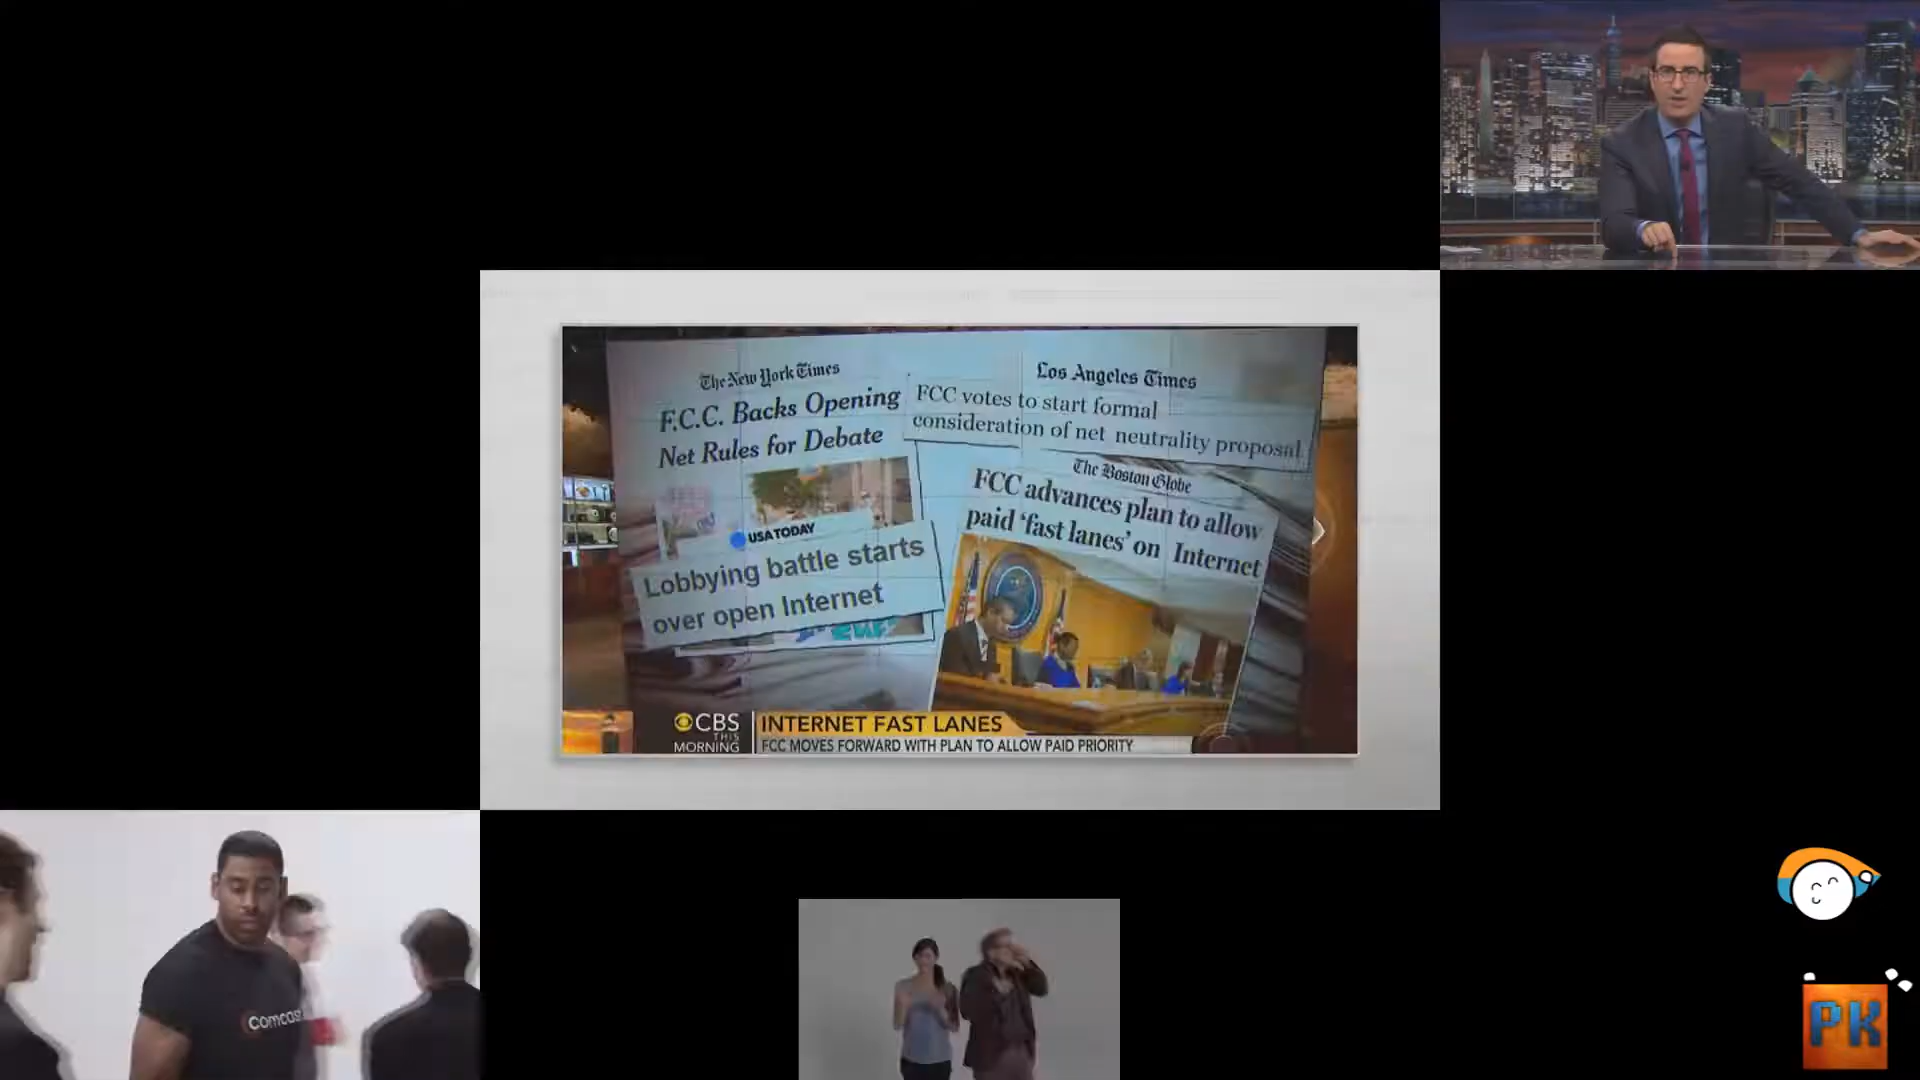 The New York Times
F.C.C. Backs Opening
Net Rules for Debate
Los Angeles Times
FCC votes to start formal
consideration of net neutrality proposal
The Boston Globe
FCC advances plan to allow
paid ‘fast lanes’ on Internet
USA TODAY
Lobbying battle starts
over open Internet
CBS
THIS
MORNING
INTERNET FAST LANES
FCC MOVES FORWARD WITH PLAN TO ALLOW PAID PRIORITY
Comcast
PK